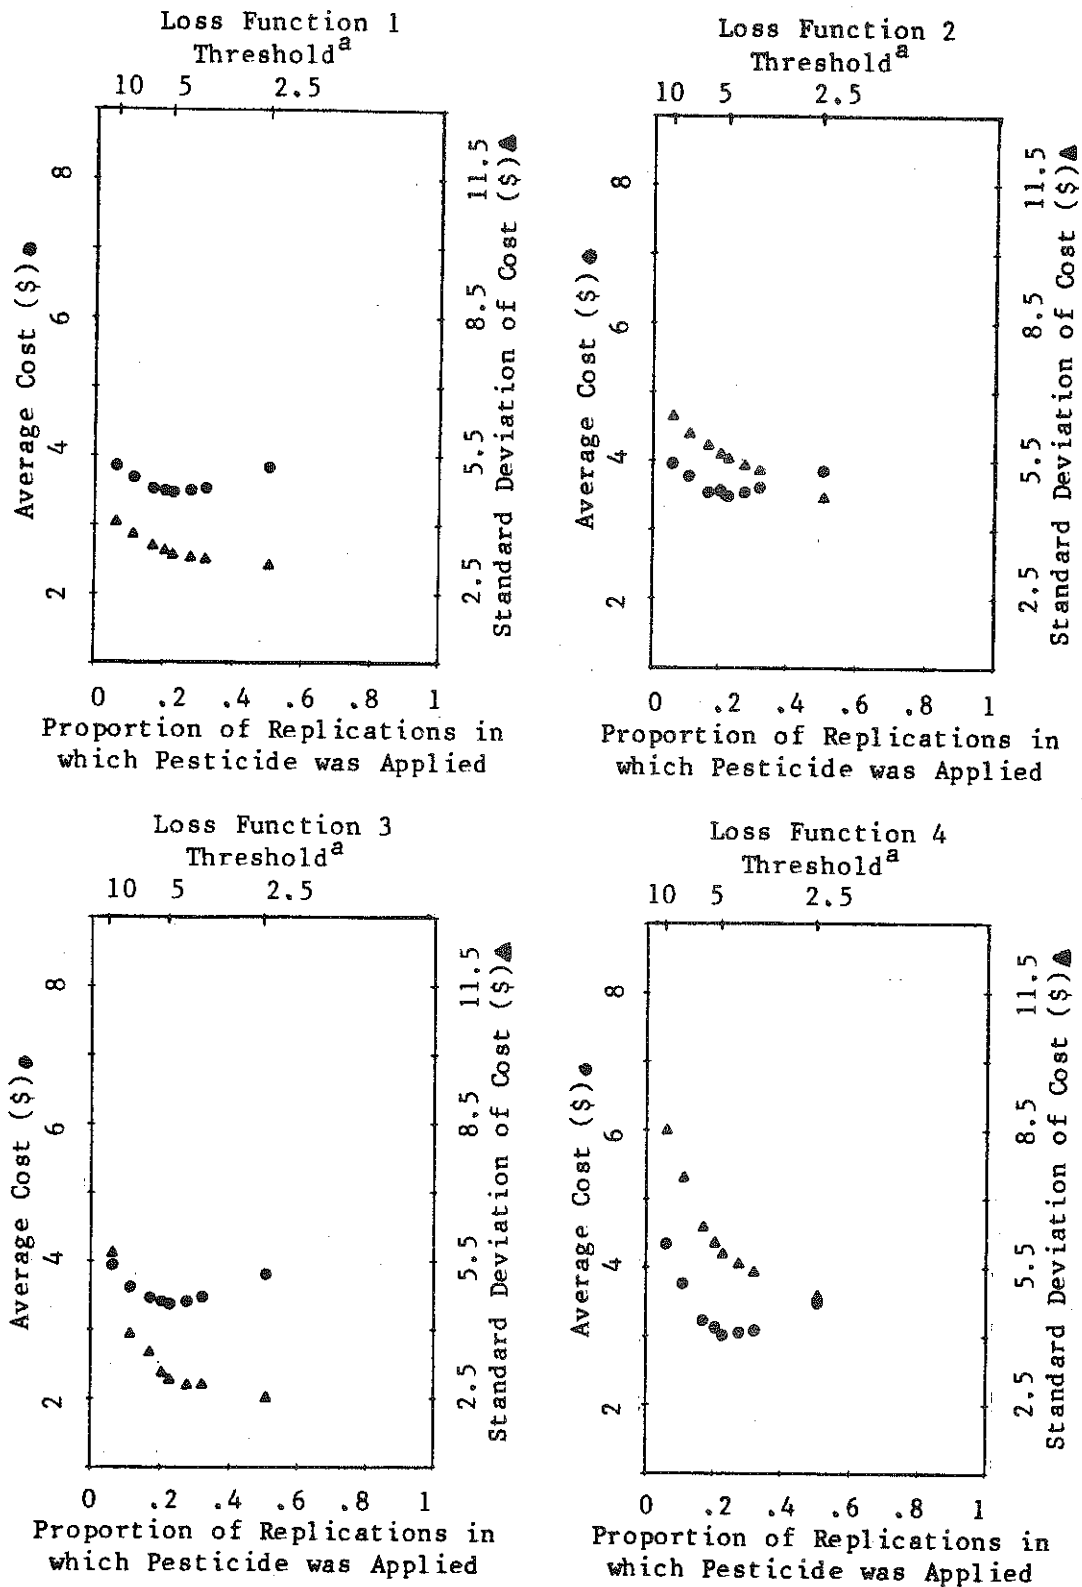 Loss Function 1
Threshold^a
10 5 2.5
8
6
4
2
Average Cost ($) ●
11.5
8.5
5.5
2.5
Standard Deviation of Cost ($) ▲
0 .2 .4 .6 .8 1
Proportion of Replications in
which Pesticide was Applied
Loss Function 2
Threshold^a
10 5 2.5
8
6
4
2
Average Cost ($) ●
11.5
8.5
5.5
2.5
Standard Deviation of Cost ($) ▲
0 .2 .4 .6 .8 1
Proportion of Replications in
which Pesticide was Applied
Loss Function 3
Threshold^a
10 5 2.5
8
6
4
2
Average Cost ($) ●
11.5
8.5
5.5
2.5
Standard Deviation of Cost ($) ▲
0 .2 .4 .6 .8 1
Proportion of Replications in
which Pesticide was Applied
Loss Function 4
Threshold^a
10 5 2.5
8
6
4
2
Average Cost ($) ●
11.5
8.5
5.5
2.5
Standard Deviation of Cost ($) ▲
0 .2 .4 .6 .8 1
Proportion of Replications in
which Pesticide was Applied